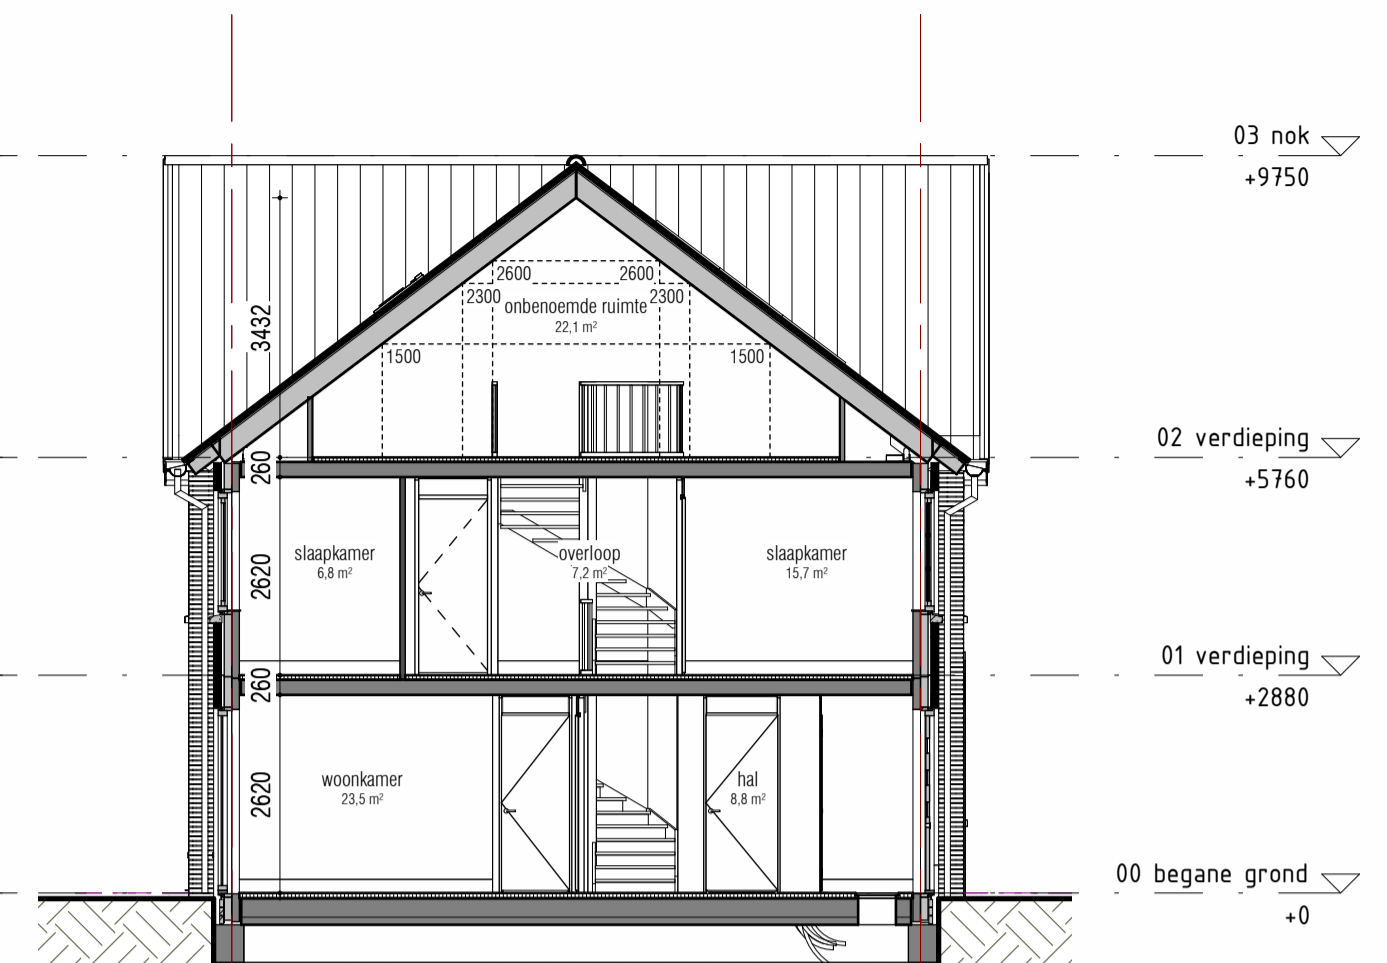 03 nok
+9750
3432
2600 2600
2300 2300
onbenoemde ruimte
22,1 m²
1500 1500
02 verdieping
+5760
260
2620
slaapkamer
6,8 m²
overloop
7,2 m²
slaapkamer
15,7 m²
01 verdieping
+2880
260
2620
woonkamer
23,5 m²
hal
8,8 m²
00 begane grond
+0